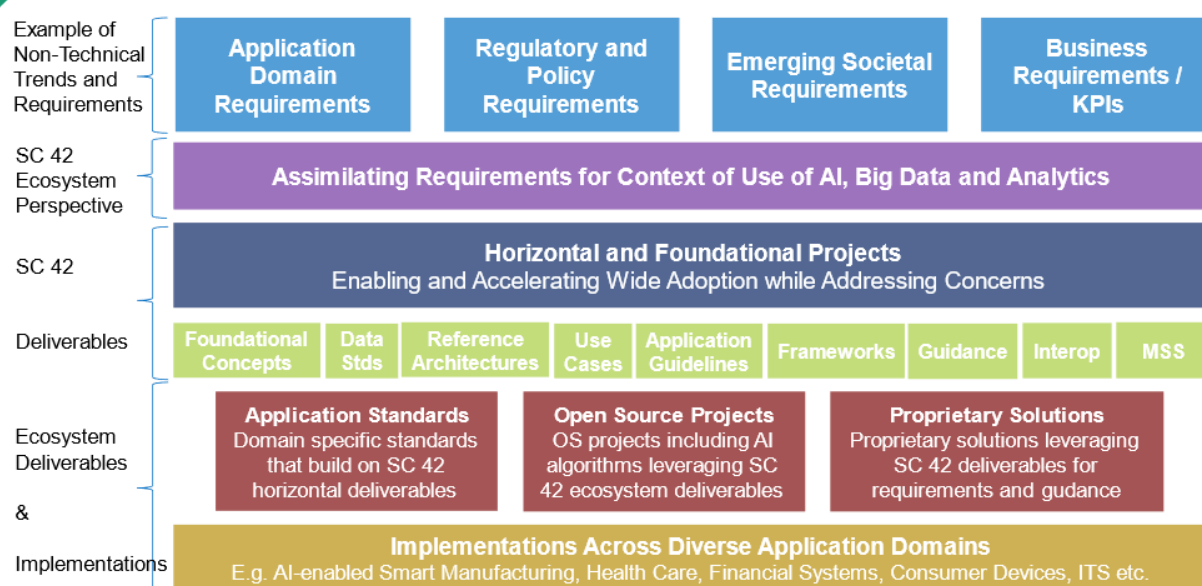 Example of
Non-Technical
Trends and
Requirements
Application
Domain
Requirements
Regulatory and
Policy
Requirements
Emerging Societal
Requirements
Business
Requirements /
KPIs
SC 42
Ecosystem
Perspective
Assimilating Requirements for Context of Use of AI, Big Data and Analytics
SC 42
Horizontal and Foundational Projects
Enabling and Accelerating Wide Adoption while Addressing Concerns
Deliverables
Foundational
Concepts
Data
Stds
Reference
Architectures
Use
Cases
Application
Guidelines
Frameworks
Guidance
Interop
MSS
Ecosystem
Deliverables
&
Implementations
Application Standards
Domain specific standards
that build on SC 42
horizontal deliverables
Open Source Projects
OS projects including AI
algorithms leveraging SC
42 ecosystem deliverables
Proprietary Solutions
Proprietary solutions leveraging
SC 42 deliverables for
requirements and gudance
Implementations Across Diverse Application Domains
E.g. AI-enabled Smart Manufacturing, Health Care, Financial Systems, Consumer Devices, ITS etc.